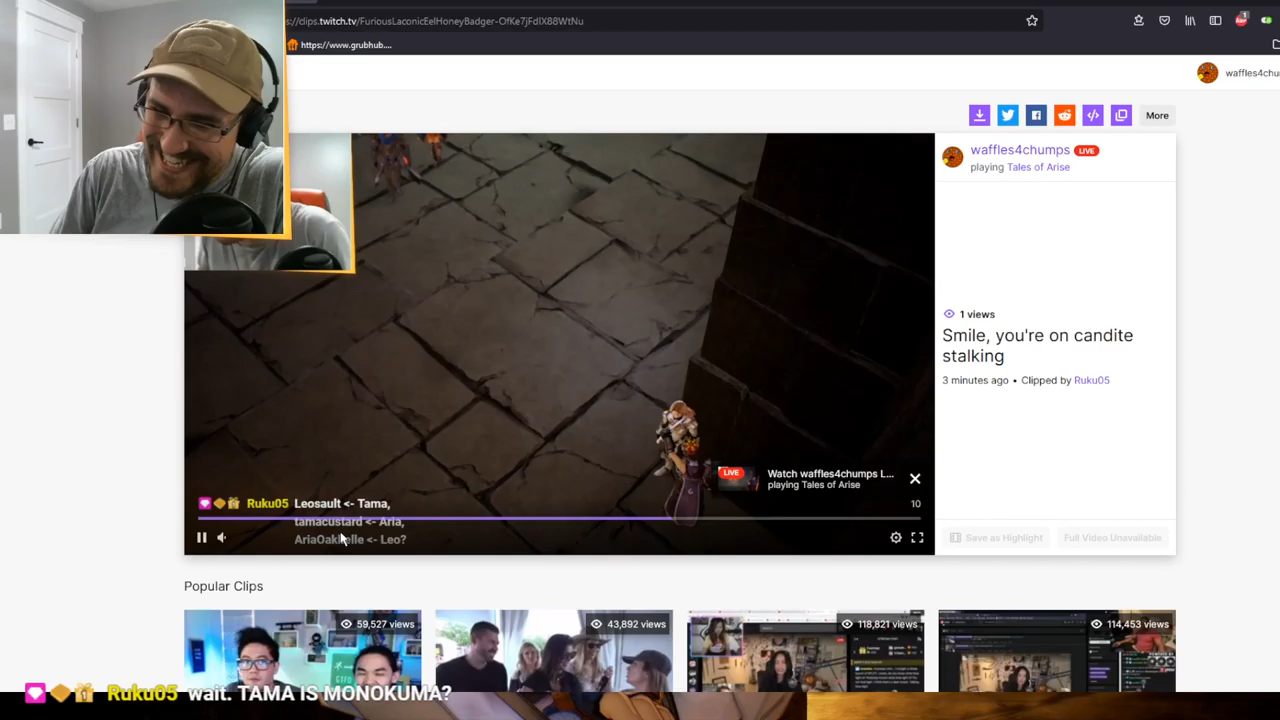 s://clips.twitch.tv/FuriousLaconicEelHoneyBadger-OfKe7jFdIX88WtNu
https://www.grubhub....
waffles4chu
More
waffles4chumps LIVE
playing Tales of Arise
1 views
Smile, you're on candite
stalking
3 minutes ago • Clipped by Ruku05
LIVE
Watch waffles4chumps L...
playing Tales of Arise
10
Ruku05 Leosault <- Tama,
tamacustard <- Aria,
AriaOakbelle <- Leo?
Save as Highlight
Full Video Unavailable
Popular Clips
59,527 views
43,892 views
118,821 views
114,453 views
Ruku05 wait. TAMA IS MONOKUMA?